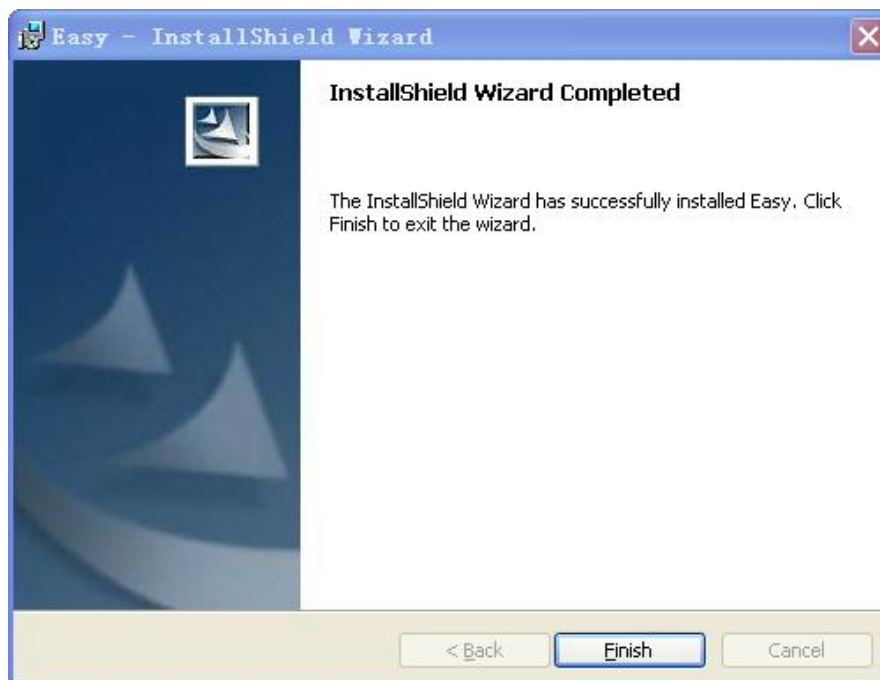 Easy - InstallShield Wizard
InstallShield Wizard Completed
The InstallShield Wizard has successfully installed Easy. Click
Finish to exit the wizard.
< Back
Finish
Cancel